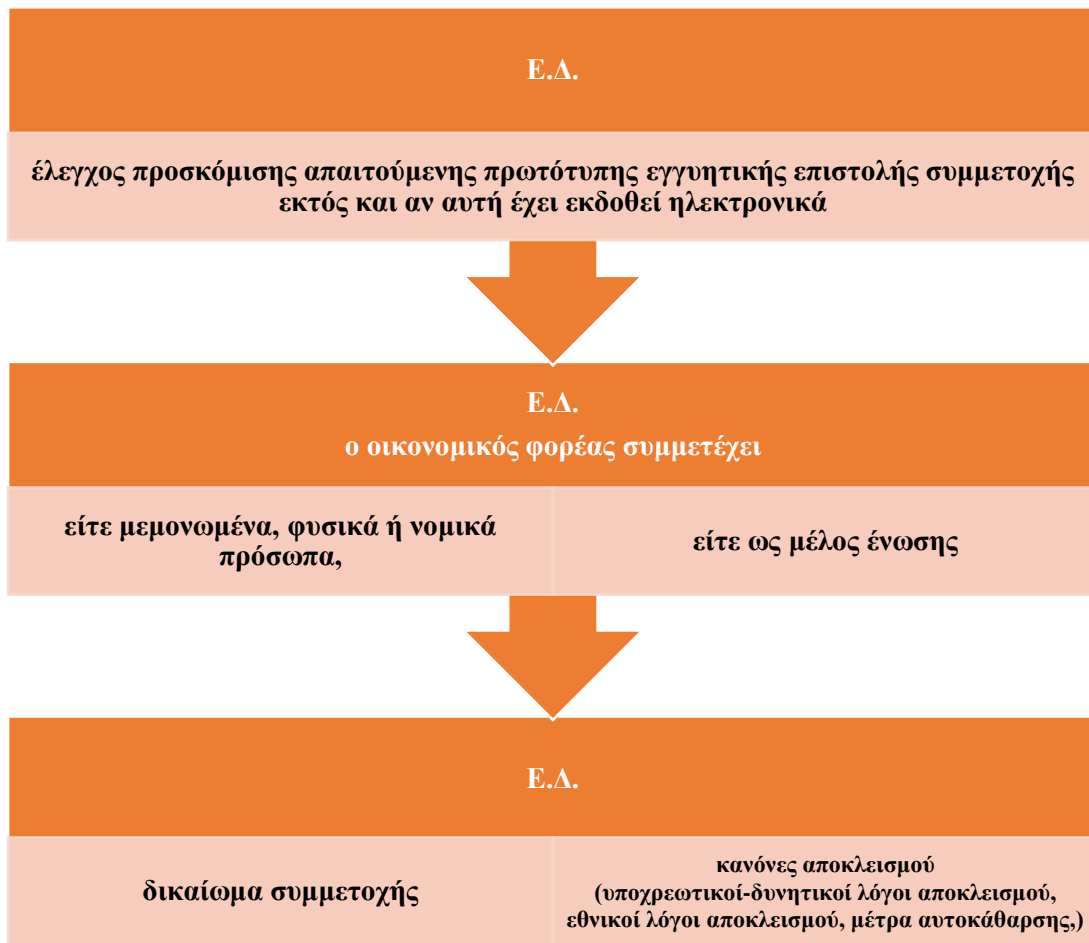 Ε.Δ.
έλεγχος προσκόμισης απαιτούμενης πρωτότυπης εγγυητικής επιστολής συμμετοχής
εκτός και αν αυτή έχει εκδοθεί ηλεκτρονικά
Ε.Δ.
ο οικονομικός φορέας συμμετέχει
είτε μεμονωμένα, φυσικά ή νομικά
πρόσωπα,
είτε ως μέλος ένωσης
Ε.Δ.
δικαίωμα συμμετοχής
κανόνες αποκλεισμού
(υποχρεωτικοί-δυνητικοί λόγοι αποκλεισμού,
εθνικοί λόγοι αποκλεισμού, μέτρα αυτοκάθαρσης,)